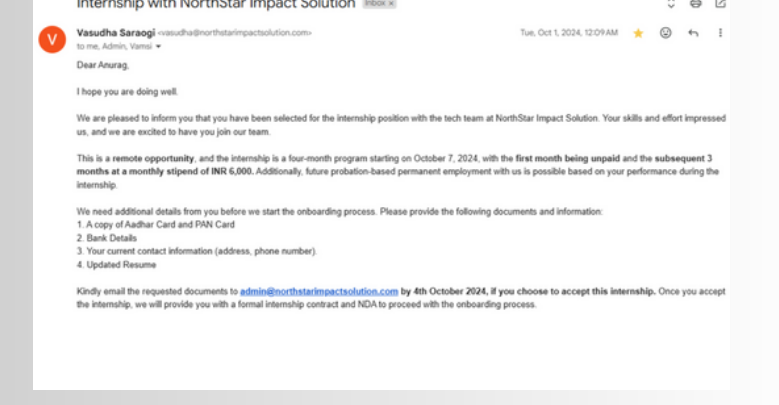 Internship with NorthStar Impact Solution Inbox x
V
Vasudha Saraogi <vasudha@northstarimpactsolution.com>
Tue, Oct 1, 2024, 12:09 AM
to me, Admin, Vamsi
Dear Anurag,
I hope you are doing well.
We are pleased to inform you that you have been selected for the internship position with the tech team at NorthStar Impact Solution. Your skills and effort impressed
us, and we are excited to have you join our team.
This is a remote opportunity, and the internship is a four-month program starting on October 7, 2024, with the first month being unpaid and the subsequent 3
months at a monthly stipend of INR 6,000. Additionally, future probation-based permanent employment with us is possible based on your performance during the
internship.
We need additional details from you before we start the onboarding process. Please provide the following documents and information:
1. A copy of Aadhar Card and PAN Card
2. Bank Details
3. Your current contact information (address, phone number).
4. Updated Resume
Kindly email the requested documents to admin@northstarimpactsolution.com by 4th October 2024, if you choose to accept this internship. Once you accept
the internship, we will provide you with a formal internship contract and NDA to proceed with the onboarding process.